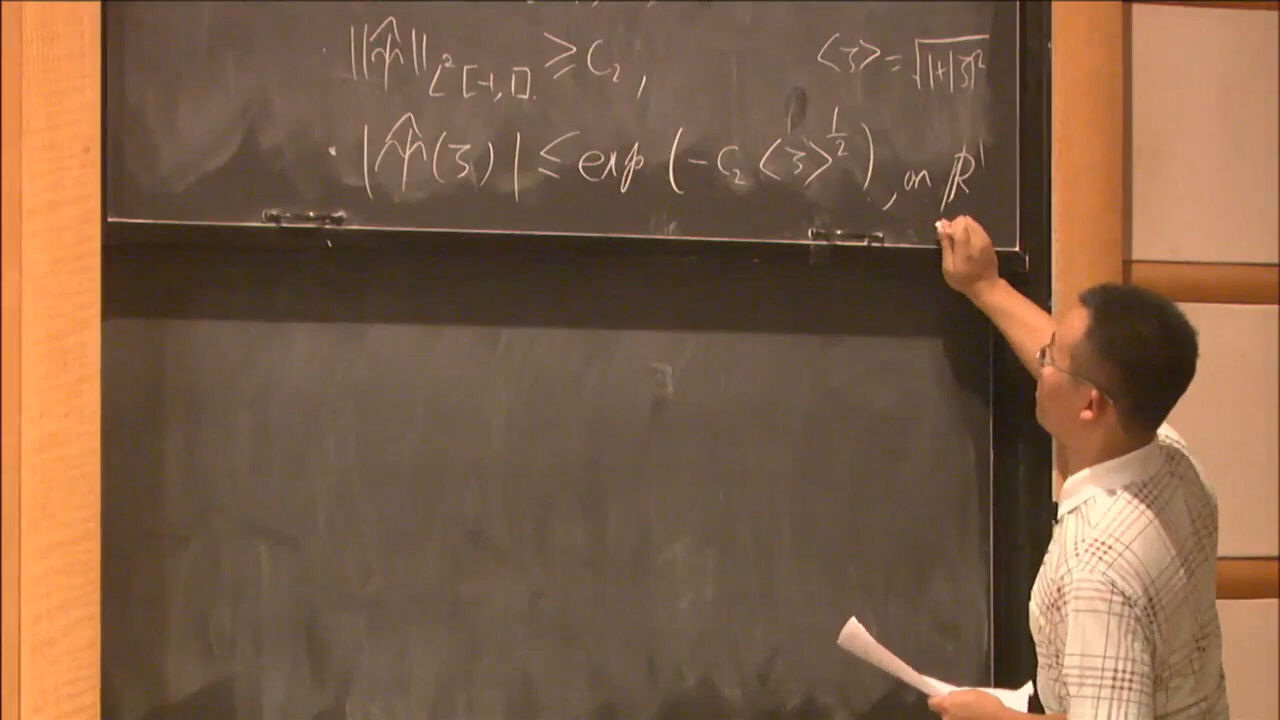 ‖ψ̂‖_{L²[-1,1]} ≥ C₂, ⟨ξ⟩ = √(1+|ξ|²)
· |ψ̂(ξ)| ≤ exp(-C₂⟨ξ⟩^{1/2}), on ℝ¹